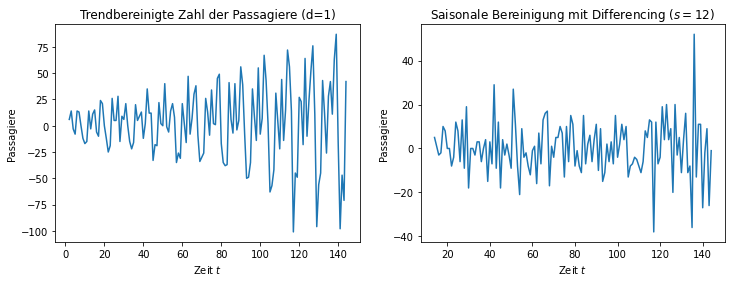 Trendbereinigte Zahl der Passagiere (d=1)
Passagiere
75
50
25
0
−25
−50
−75
−100
0 20 40 60 80 100 120 140
Zeit t
Saisonale Bereinigung mit Differencing (s = 12)
Passagiere
40
20
0
−20
−40
20 40 60 80 100 120 140
Zeit t